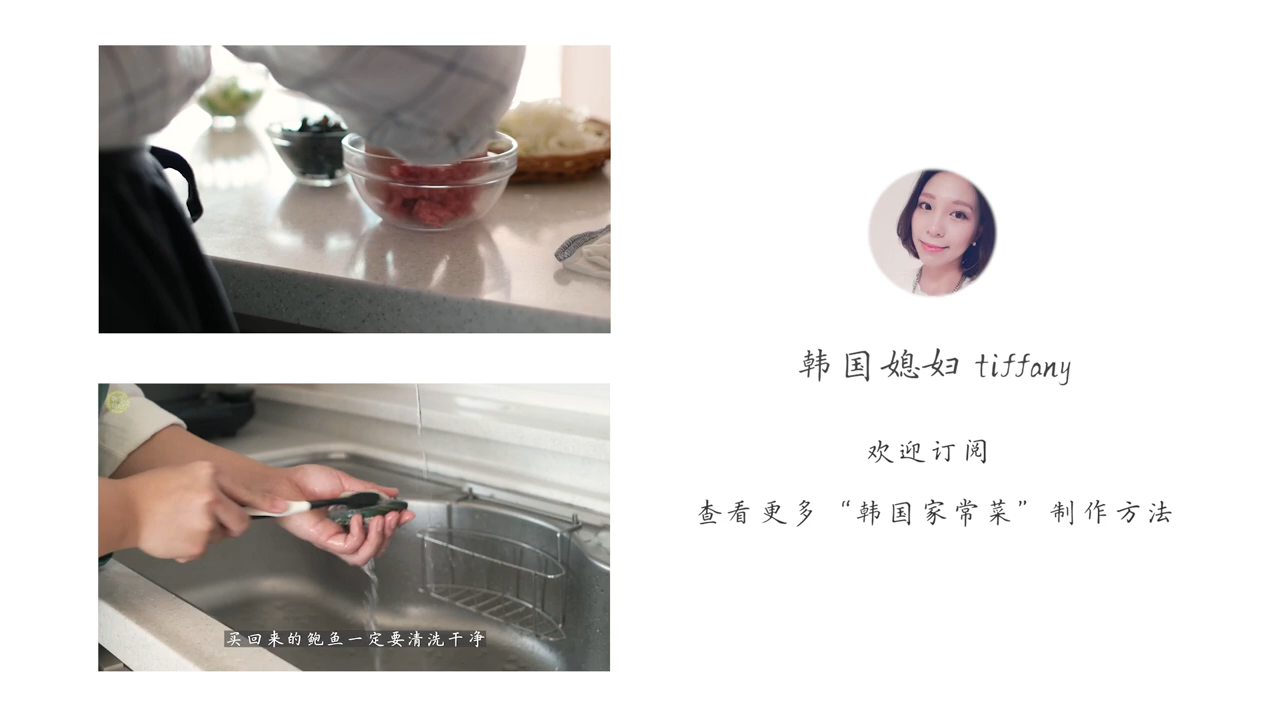 韩国媳妇 tiffany
欢迎订阅
查看更多“韩国家常菜”制作方法
买回来的鲍鱼一定要清洗干净